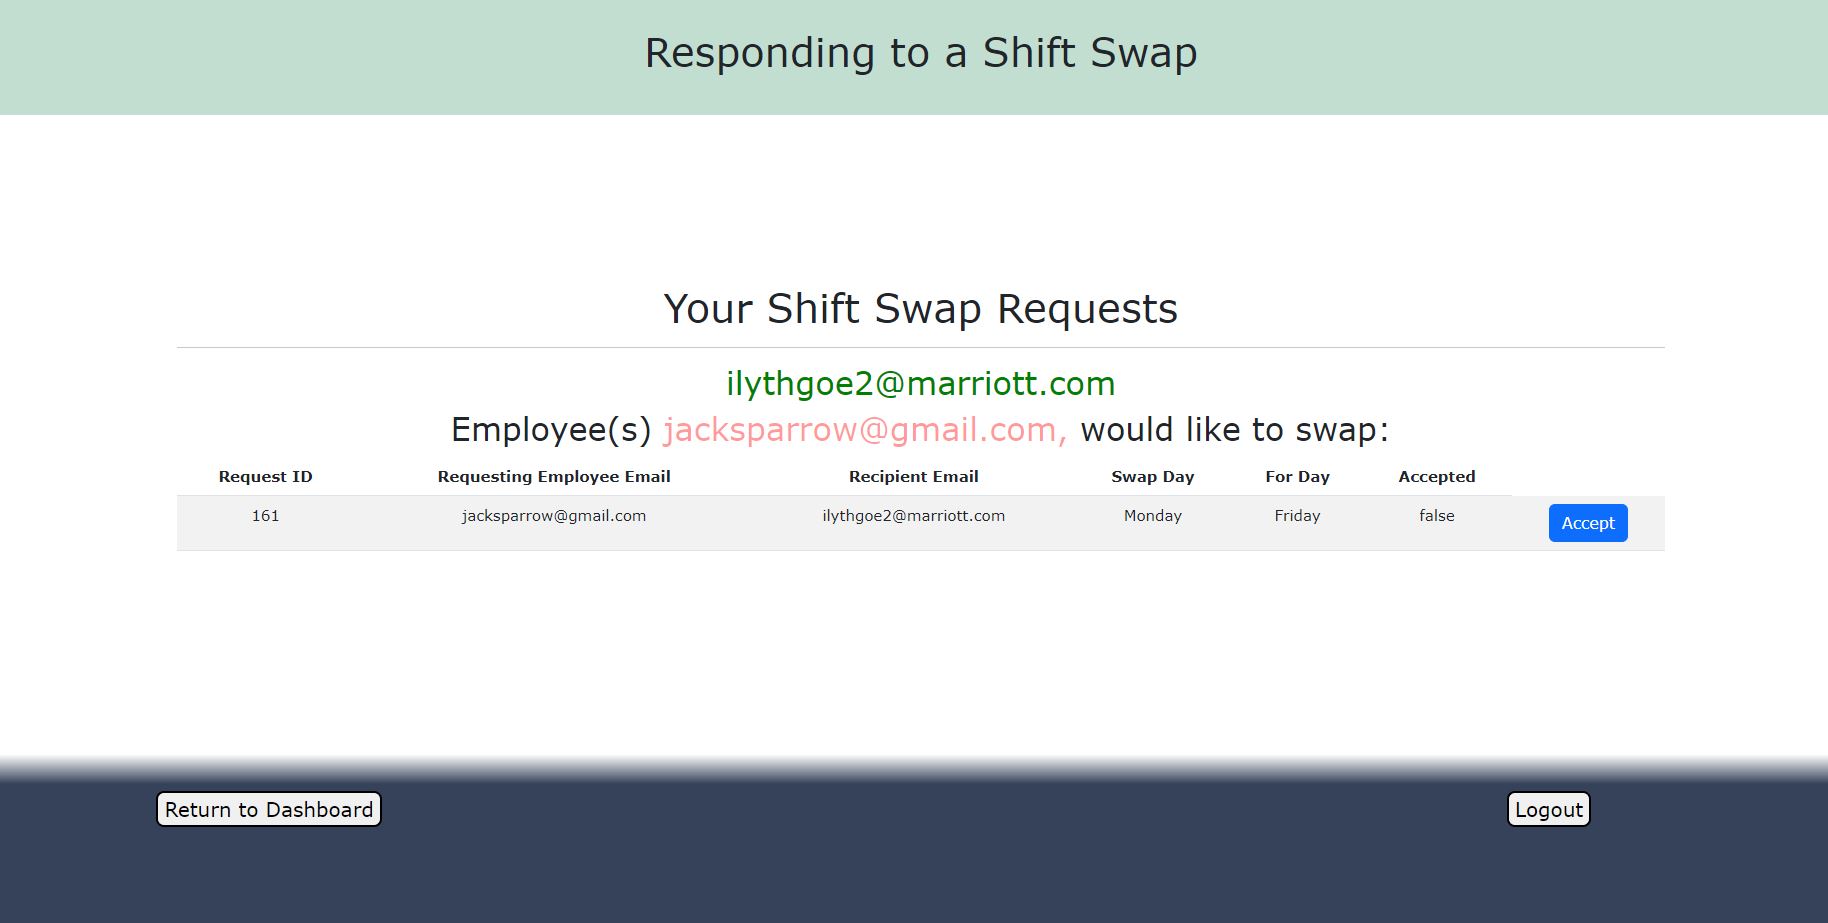 Responding to a Shift Swap
Your Shift Swap Requests
ilythgoe2@marriott.com
Employee(s) jacksparrow@gmail.com, would like to swap:
Request ID Requesting Employee Email Recipient Email Swap Day For Day Accepted
161 jacksparrow@gmail.com ilythgoe2@marriott.com Monday Friday false Accept
Return to Dashboard Logout